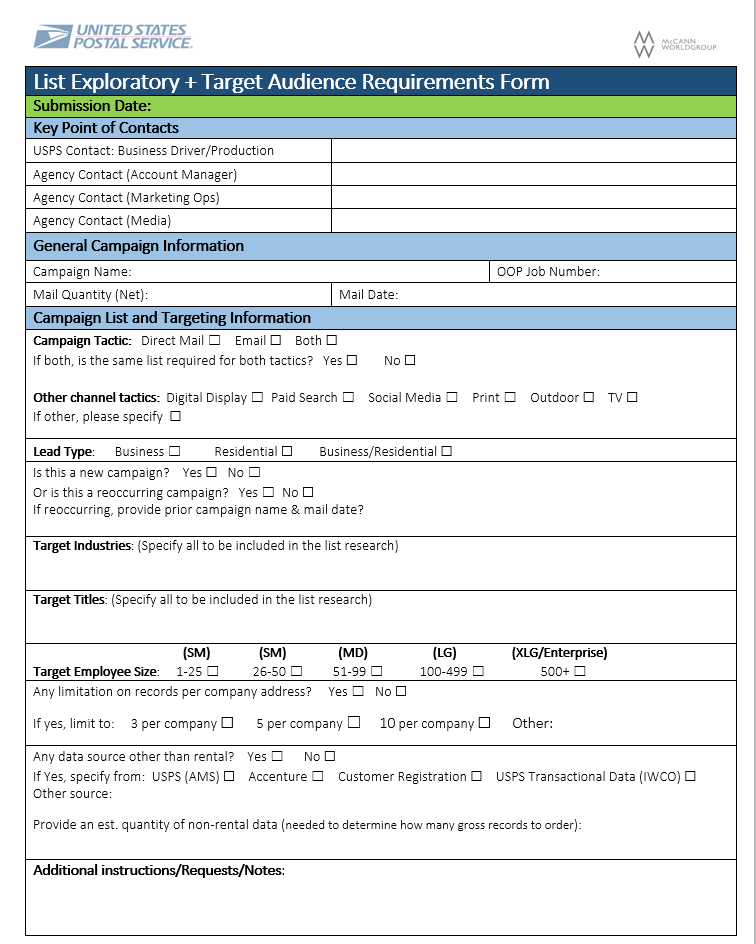 UNITED STATES
POSTAL SERVICE®
McCANN
WORLDGROUP
List Exploratory + Target Audience Requirements Form
Submission Date:
Key Point of Contacts
USPS Contact: Business Driver/Production
Agency Contact (Account Manager)
Agency Contact (Marketing Ops)
Agency Contact (Media)
General Campaign Information
Campaign Name: OOP Job Number:
Mail Quantity (Net): Mail Date:
Campaign List and Targeting Information
Campaign Tactic: Direct Mail ☐ Email ☐ Both ☐
If both, is the same list required for both tactics? Yes ☐ No ☐
Other channel tactics: Digital Display ☐ Paid Search ☐ Social Media ☐ Print ☐ Outdoor ☐ TV ☐
If other, please specify ☐
Lead Type: Business ☐ Residential ☐ Business/Residential ☐
Is this a new campaign? Yes ☐ No ☐
Or is this a reoccurring campaign? Yes ☐ No ☐
If reoccurring, provide prior campaign name & mail date?
Target Industries: (Specify all to be included in the list research)
Target Titles: (Specify all to be included in the list research)
(SM) (SM) (MD) (LG) (XLG/Enterprise)
Target Employee Size: 1-25 ☐ 26-50 ☐ 51-99 ☐ 100-499 ☐ 500+ ☐
Any limitation on records per company address? Yes ☐ No ☐
If yes, limit to: 3 per company ☐ 5 per company ☐ 10 per company ☐ Other:
Any data source other than rental? Yes ☐ No ☐
If Yes, specify from: USPS (AMS) ☐ Accenture ☐ Customer Registration ☐ USPS Transactional Data (IWCO) ☐
Other source:
Provide an est. quantity of non-rental data (needed to determine how many gross records to order):
Additional instructions/Requests/Notes: